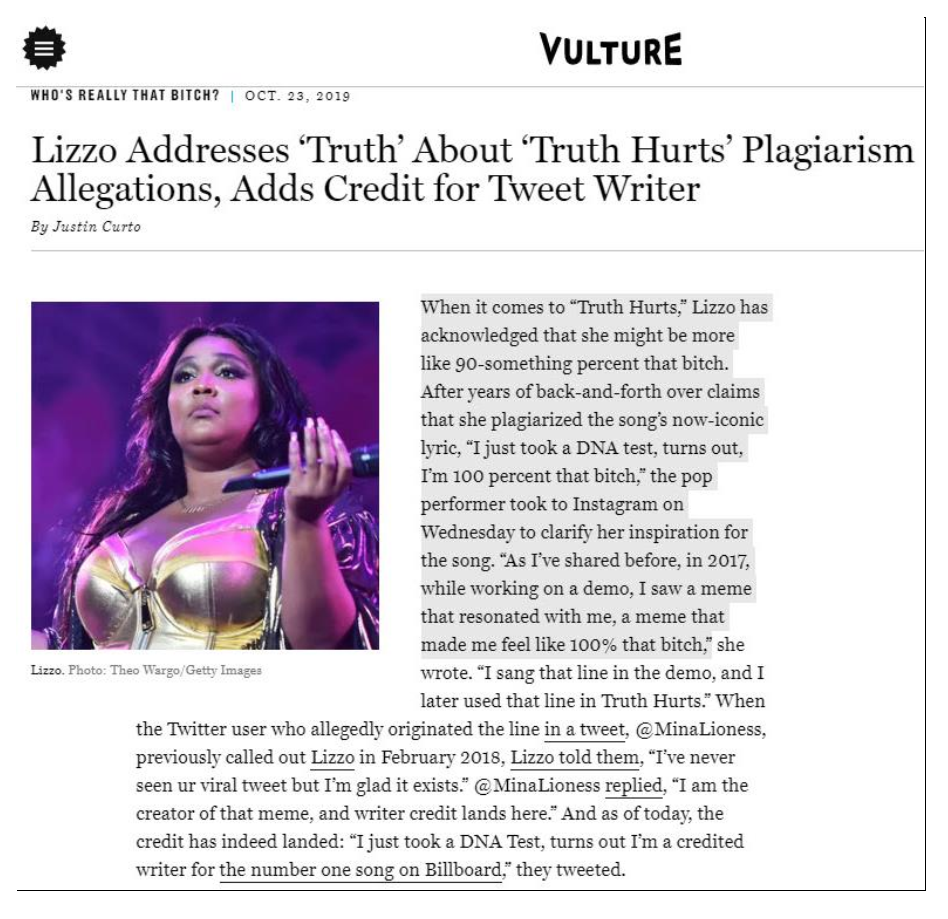 VULTURE
WHO'S REALLY THAT BITCH? | OCT. 23, 2019
Lizzo Addresses ‘Truth’ About ‘Truth Hurts’ Plagiarism
Allegations, Adds Credit for Tweet Writer
By Justin Curto
When it comes to “Truth Hurts,” Lizzo has
acknowledged that she might be more
like 90-something percent that bitch.
After years of back-and-forth over claims
that she plagiarized the song’s now-iconic
lyric, “I just took a DNA test, turns out,
I’m 100 percent that bitch,” the pop
performer took to Instagram on
Wednesday to clarify her inspiration for
the song. “As I’ve shared before, in 2017,
while working on a demo, I saw a meme
that resonated with me, a meme that
made me feel like 100% that bitch,” she
wrote. “I sang that line in the demo, and I
later used that line in Truth Hurts.” When
the Twitter user who allegedly originated the line in a tweet, @MinaLioness,
previously called out Lizzo in February 2018, Lizzo told them, “I’ve never
seen ur viral tweet but I’m glad it exists.” @MinaLioness replied, “I am the
creator of that meme, and writer credit lands here.” And as of today, the
credit has indeed landed: “I just took a DNA Test, turns out I’m a credited
writer for the number one song on Billboard,” they tweeted.
Lizzo. Photo: Theo Wargo/Getty Images